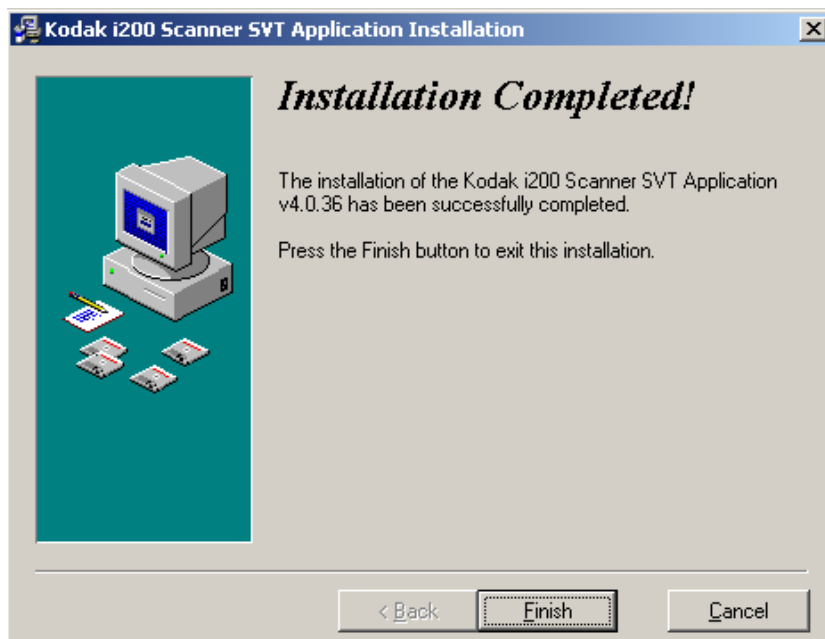 Kodak i200 Scanner SVT Application Installation
Installation Completed!
The installation of the Kodak i200 Scanner SVT Application
v4.0.36 has been successfully completed.
Press the Finish button to exit this installation.
< Back
Finish
Cancel